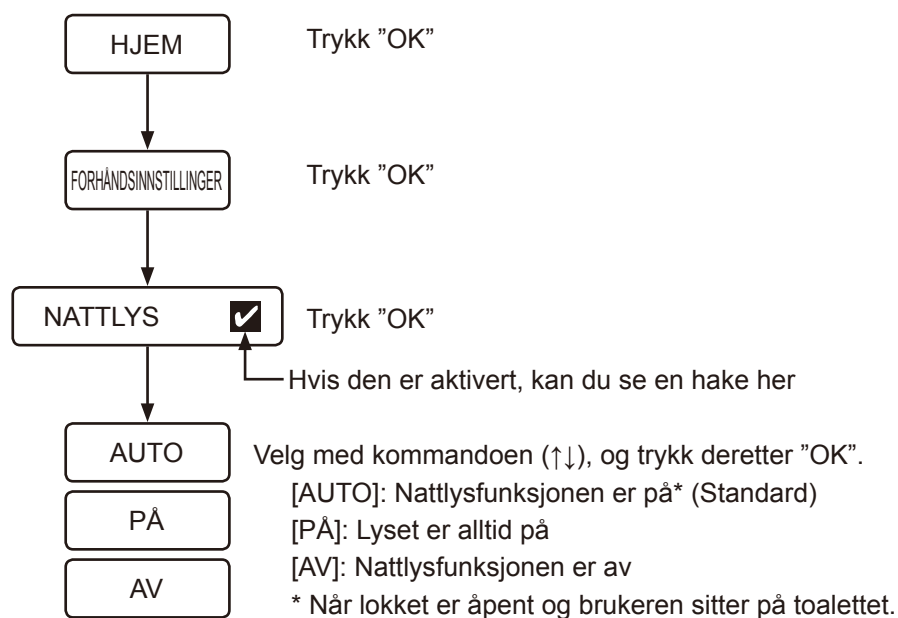 HJEM Trykk ”OK”
FORHÅNDSINNSTILLINGER Trykk ”OK”
NATTLYS ✔ Trykk ”OK”
Hvis den er aktivert, kan du se en hake her
AUTO Velg med kommandoen (↑↓), og trykk deretter ”OK”.
[AUTO]: Nattlysfunksjonen er på* (Standard)
PÅ
[PÅ]: Lyset er alltid på
[AV]: Nattlysfunksjonen er av
AV
* Når lokket er åpent og brukeren sitter på toalettet.